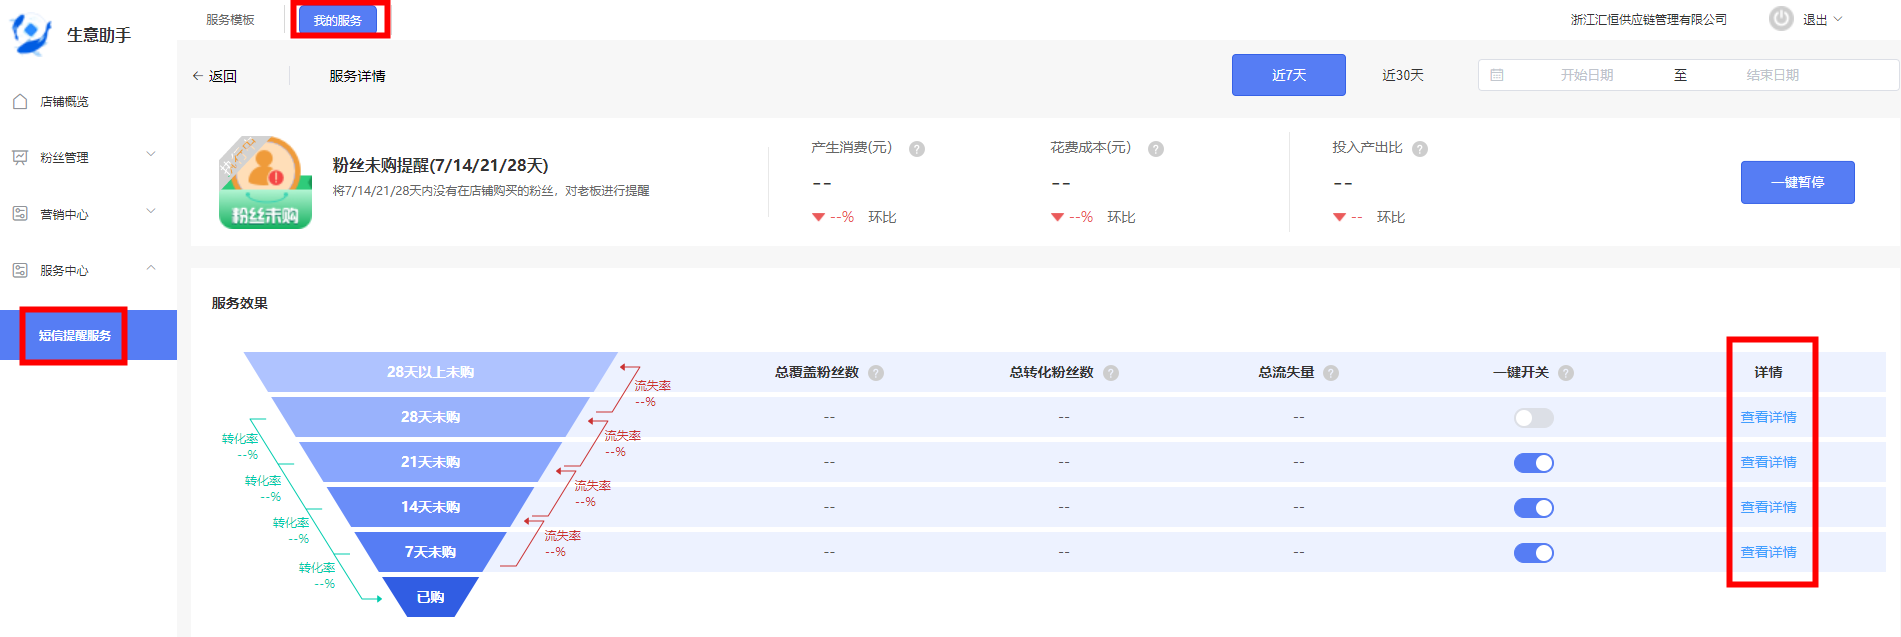 生意助手
服务模板
我的服务
浙江汇恒供应链管理有限公司
退出
返回
服务详情
近7天
近30天
开始日期
至
结束日期
店铺概览
粉丝管理
营销中心
服务中心
短信提醒服务
粉丝未购
粉丝未购提醒(7/14/21/28天)
将7/14/21/28天内没有在店铺购买的粉丝，对老板进行提醒
产生消费(元) ?
--
--% 环比
花费成本(元) ?
--
--% 环比
投入产出比 ?
--
-- 环比
一键暂停
服务效果
28天以上未购 总覆盖粉丝数 ? 总转化粉丝数 ? 总流失量 ? 一键开关 ? 详情
流失率
--%
28天未购 -- -- -- 查看详情
转化率
--%
流失率
--%
21天未购 -- -- -- 查看详情
转化率
--%
流失率
--%
14天未购 -- -- -- 查看详情
转化率
--%
流失率
--%
7天未购 -- -- -- 查看详情
转化率
--%
已购